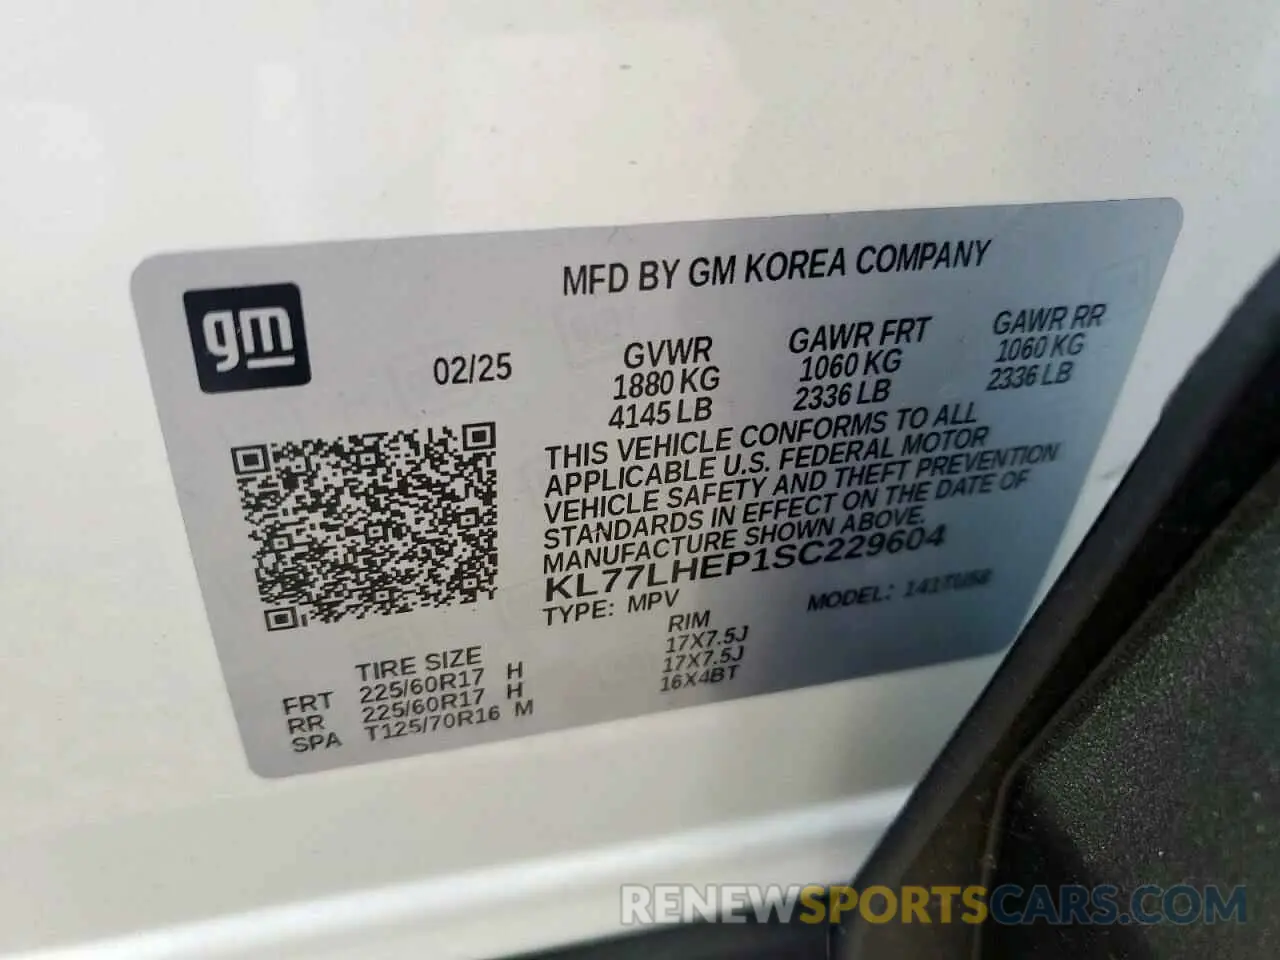 MFD BY GM KOREA COMPANY
gm
02/25
GVWR GAWR FRT GAWR RR
1880 KG 1060 KG 1060 KG
4145 LB 2336 LB 2336 LB
THIS VEHICLE CONFORMS TO ALL
APPLICABLE U.S. FEDERAL MOTOR
VEHICLE SAFETY AND THEFT PREVENTION
STANDARDS IN EFFECT ON THE DATE OF
MANUFACTURE SHOWN ABOVE.
KL77LHEP1SC229604
TYPE: MPV MODEL:
TIRE SIZE RIM
FRT 225/60R17 H 17X7.5J
RR 225/60R17 H 17X7.5J
SPA T125/70R16 M 16X4BT
RENEWSPORTSCARS.COM